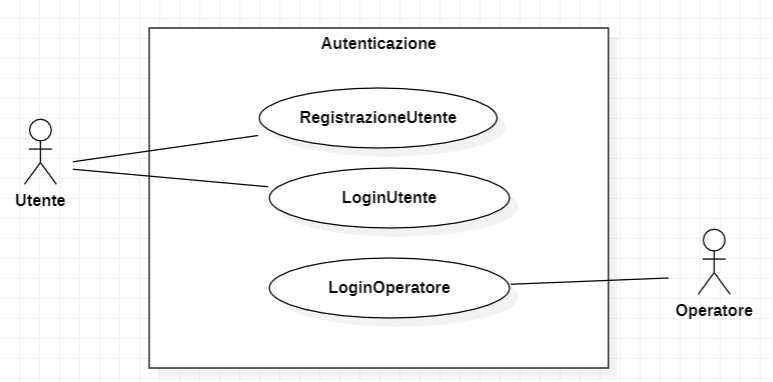 Autenticazione
RegistrazioneUtente
Utente
LoginUtente
LoginOperatore
Operatore